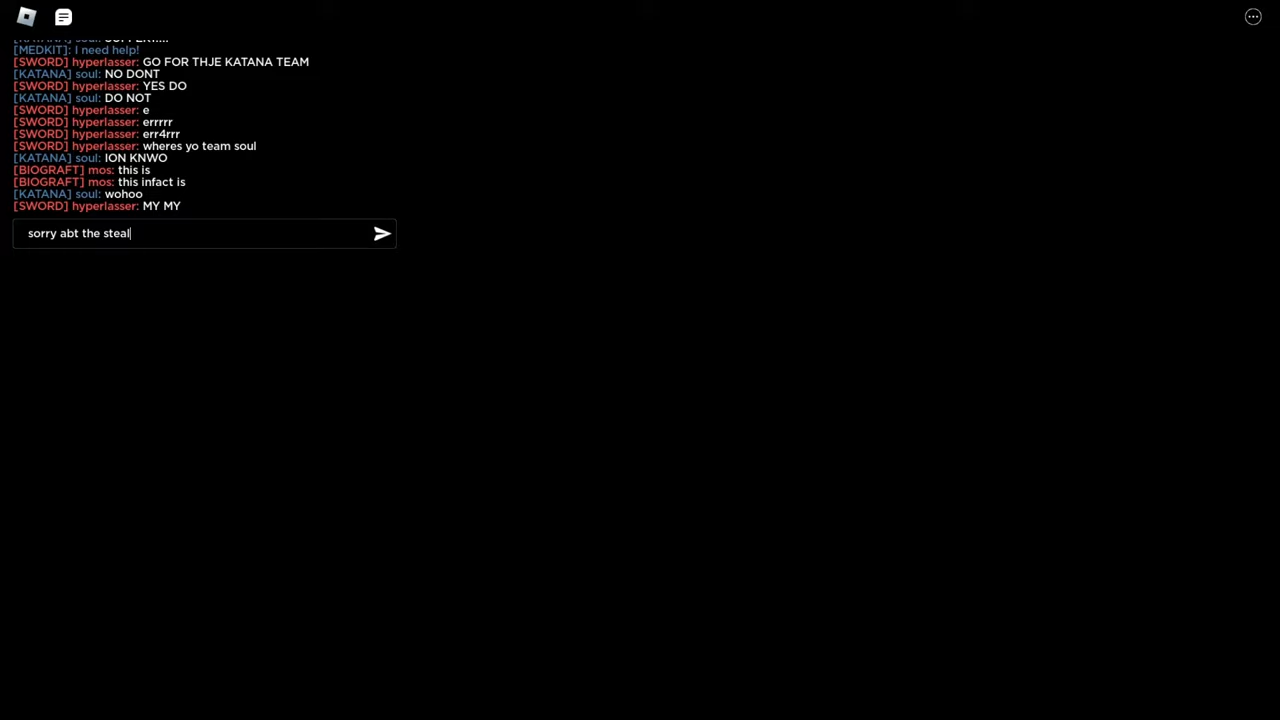 [MEDKIT]: I need help!
[SWORD] hyperlasser: GO FOR THJE KATANA TEAM
[KATANA] soul: NO DONT
[SWORD] hyperlasser: YES DO
[KATANA] soul: DO NOT
[SWORD] hyperlasser: e
[SWORD] hyperlasser: errrrr
[SWORD] hyperlasser: err4rrr
[SWORD] hyperlasser: wheres yo team soul
[KATANA] soul: ION KNWO
[BIOGRAFT] mos: this is
[BIOGRAFT] mos: this infact is
[KATANA] soul: wohoo
[SWORD] hyperlasser: MY MY
sorry abt the steal